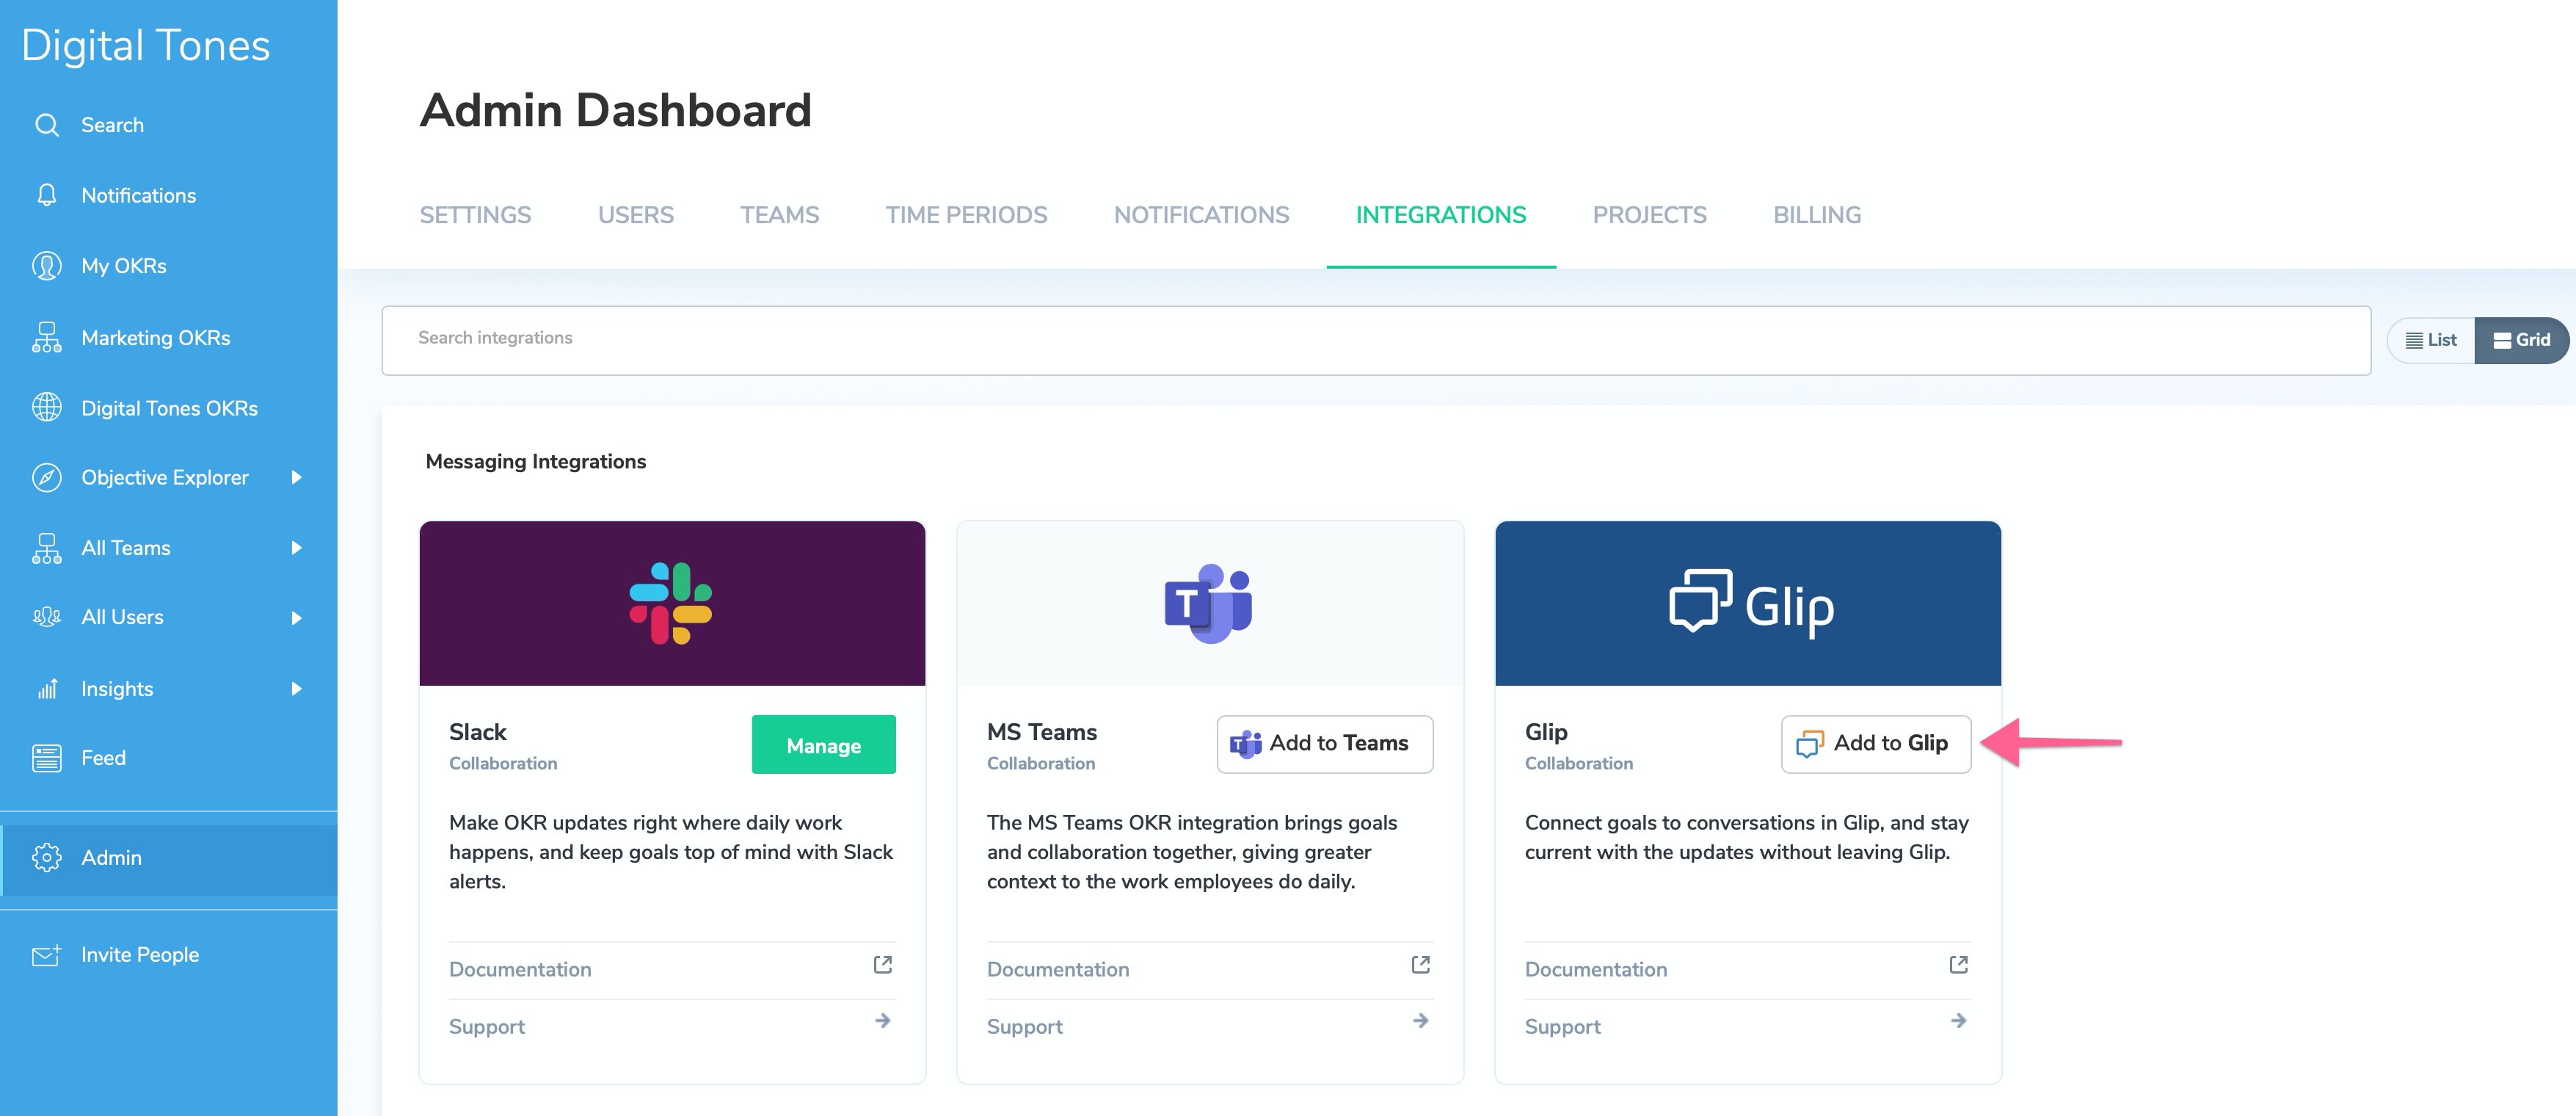 Digital Tones
Search
Notifications
My OKRs
Marketing OKRs
Digital Tones OKRs
Objective Explorer
All Teams
All Users
Insights
Feed
Admin
Invite People
Admin Dashboard
SETTINGS USERS TEAMS TIME PERIODS NOTIFICATIONS INTEGRATIONS PROJECTS BILLING
Search integrations
List Grid
Messaging Integrations
Slack
Collaboration
Manage
Make OKR updates right where daily work
happens, and keep goals top of mind with Slack
alerts.
Documentation
Support
T
MS Teams
Collaboration
T Add to Teams
The MS Teams OKR integration brings goals
and collaboration together, giving greater
context to the work employees do daily.
Documentation
Support
Glip
Glip
Collaboration
Add to Glip
Connect goals to conversations in Glip, and stay
current with the updates without leaving Glip.
Documentation
Support